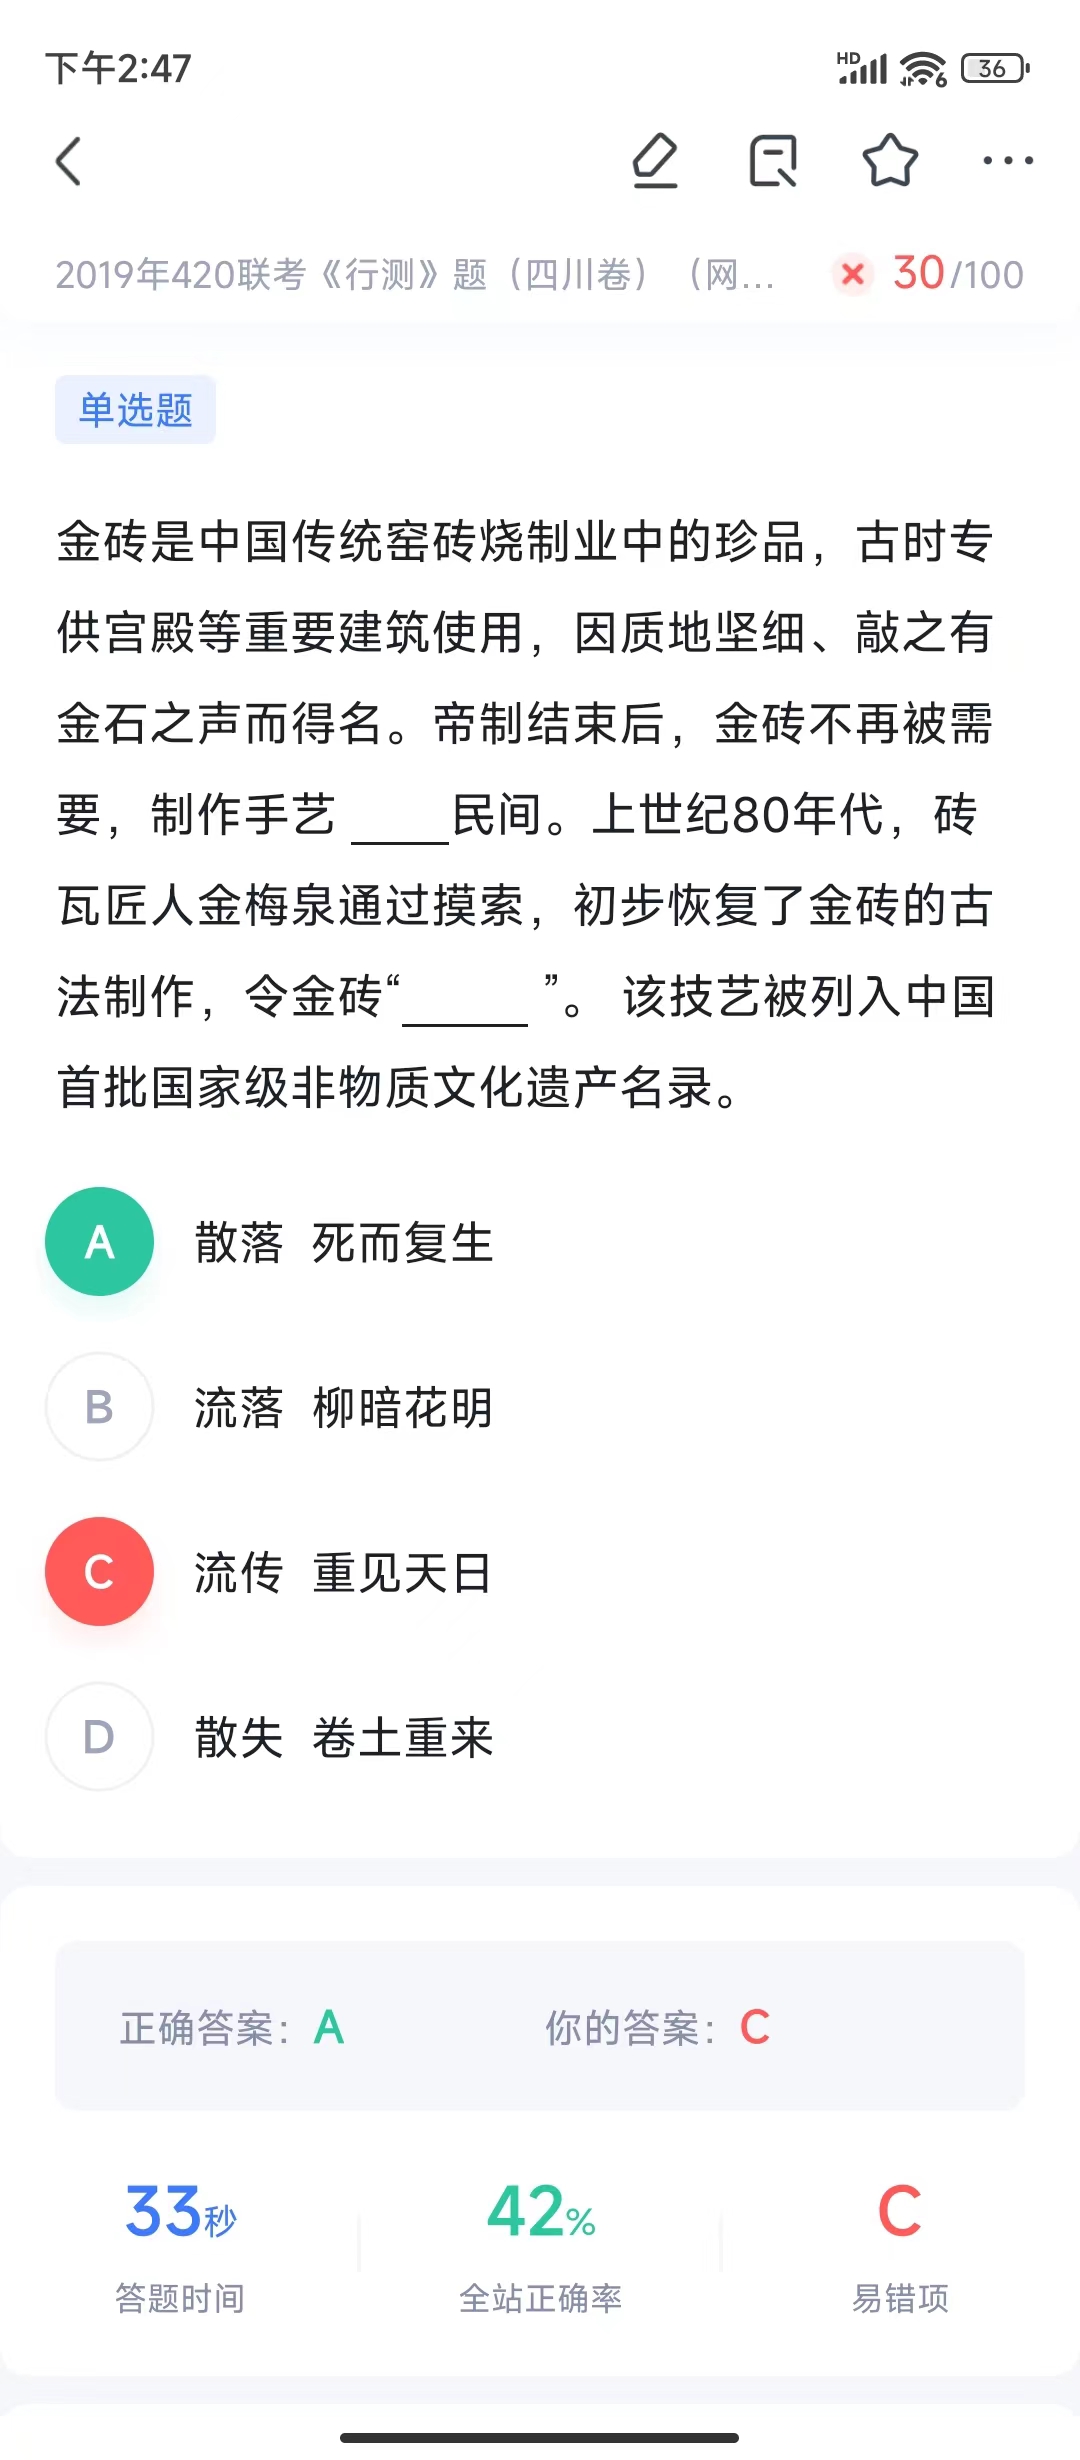 下午2:47
HD
6
36
2019年420联考《行测》题（四川卷）（网... 30/100
单选题
金砖是中国传统窑砖烧制业中的珍品，古时专
供宫殿等重要建筑使用，因质地坚细、敲之有
金石之声而得名。帝制结束后，金砖不再被需
要，制作手艺____民间。上世纪80年代，砖
瓦匠人金梅泉通过摸索，初步恢复了金砖的古
法制作，令金砖“_____”。 该技艺被列入中国
首批国家级非物质文化遗产名录。
A 散落 死而复生
B 流落 柳暗花明
C 流传 重见天日
D 散失 卷土重来
正确答案：A 你的答案：C
33秒 42% C
答题时间 全站正确率 易错项